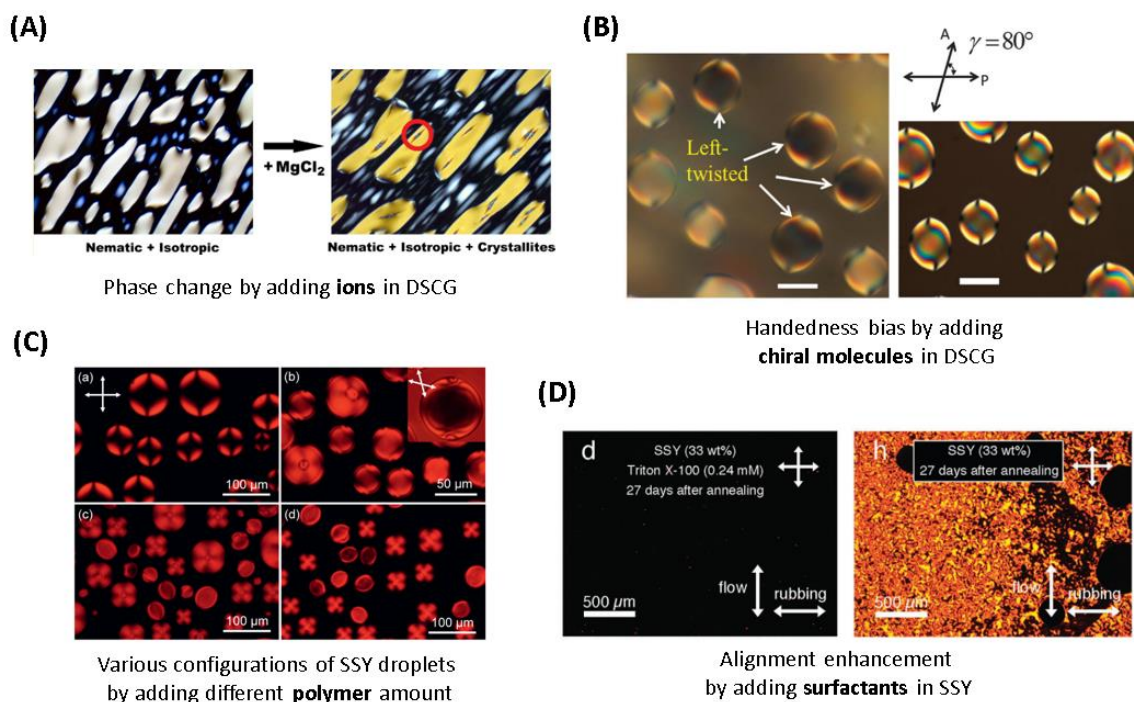 (A)
+ MgCl2
Nematic + Isotropic
Nematic + Isotropic + Crystallites
Phase change by adding ions in DSCG
(B)
A
γ = 80°
P
Left-
twisted
Handedness bias by adding
chiral molecules in DSCG
(C)
(a)
100 µm
(b)
50 µm
(c)
100 µm
(d)
100 µm
Various configurations of SSY droplets
by adding different polymer amount
(D)
d
SSY (33 wt%)
Triton X-100 (0.24 mM)
27 days after annealing
flow
rubbing
500 µm
h
SSY (33 wt%)
27 days after annealing
flow
rubbing
500 µm
Alignment enhancement
by adding surfactants in SSY